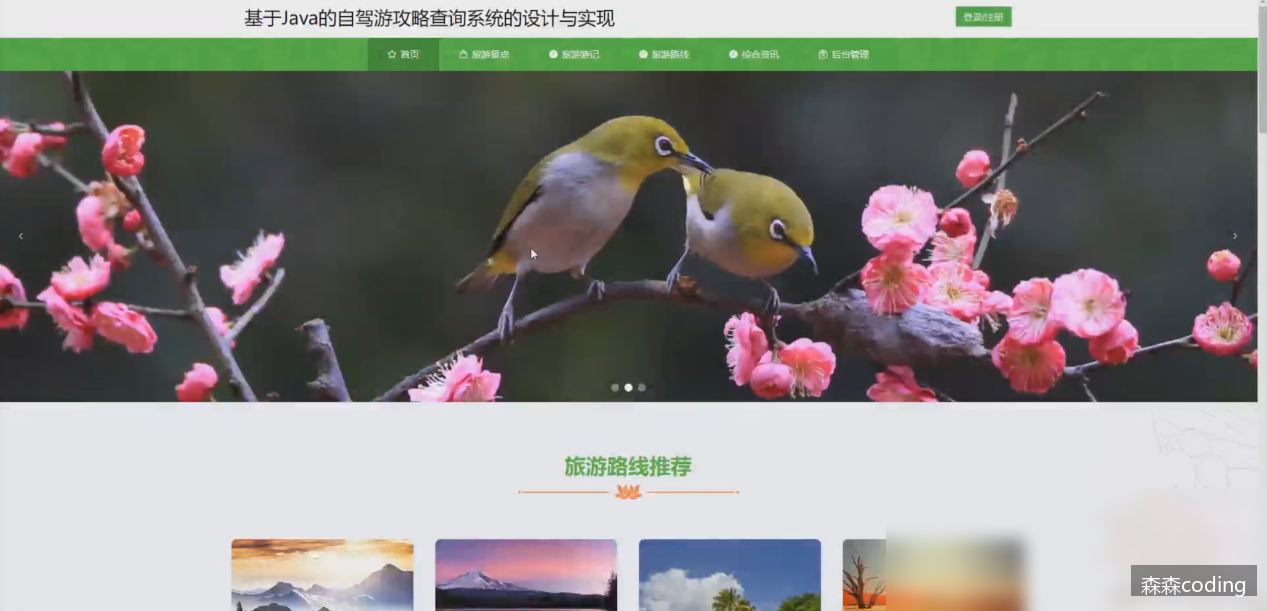 基于Java的自驾游攻略查询系统的设计与实现
登录/注册
首页
旅游景点
旅游游记
旅游路线
综合资讯
后台管理
旅游路线推荐
森森coding